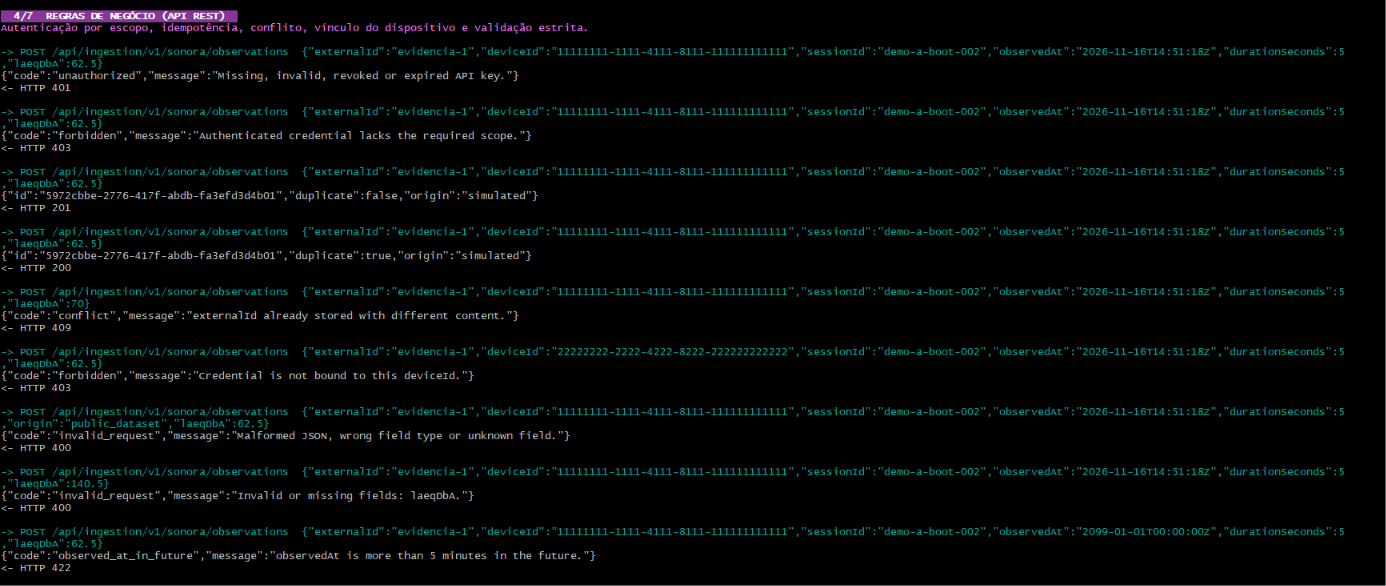 4/7  REGRAS DE NEGÓCIO (API REST)
Autenticação por escopo, idempotência, conflito, vínculo do dispositivo e validação estrita.
-> POST /api/ingestion/v1/sonora/observations  {"externalId":"evidencia-1","deviceId":"11111111-1111-4111-8111-111111111111","sessionId":"demo-a-boot-002","observedAt":"2026-11-16T14:51:18Z","durationSeconds":5
,"laeqDbA":62.5}
{"code":"unauthorized","message":"Missing, invalid, revoked or expired API key."}
<- HTTP 401
-> POST /api/ingestion/v1/sonora/observations  {"externalId":"evidencia-1","deviceId":"11111111-1111-4111-8111-111111111111","sessionId":"demo-a-boot-002","observedAt":"2026-11-16T14:51:18Z","durationSeconds":5
,"laeqDbA":62.5}
{"code":"forbidden","message":"Authenticated credential lacks the required scope."}
<- HTTP 403
-> POST /api/ingestion/v1/sonora/observations  {"externalId":"evidencia-1","deviceId":"11111111-1111-4111-8111-111111111111","sessionId":"demo-a-boot-002","observedAt":"2026-11-16T14:51:18Z","durationSeconds":5
,"laeqDbA":62.5}
{"id":"5972cbbe-2776-417f-abdb-fa3efd3d4b01","duplicate":false,"origin":"simulated"}
<- HTTP 201
-> POST /api/ingestion/v1/sonora/observations  {"externalId":"evidencia-1","deviceId":"11111111-1111-4111-8111-111111111111","sessionId":"demo-a-boot-002","observedAt":"2026-11-16T14:51:18Z","durationSeconds":5
,"laeqDbA":62.5}
{"id":"5972cbbe-2776-417f-abdb-fa3efd3d4b01","duplicate":true,"origin":"simulated"}
<- HTTP 200
-> POST /api/ingestion/v1/sonora/observations  {"externalId":"evidencia-1","deviceId":"11111111-1111-4111-8111-111111111111","sessionId":"demo-a-boot-002","observedAt":"2026-11-16T14:51:18Z","durationSeconds":5
,"laeqDbA":70}
{"code":"conflict","message":"externalId already stored with different content."}
<- HTTP 409
-> POST /api/ingestion/v1/sonora/observations  {"externalId":"evidencia-1","deviceId":"22222222-2222-4222-8222-222222222222","sessionId":"demo-a-boot-002","observedAt":"2026-11-16T14:51:18Z","durationSeconds":5
,"laeqDbA":62.5}
{"code":"forbidden","message":"Credential is not bound to this deviceId."}
<- HTTP 403
-> POST /api/ingestion/v1/sonora/observations  {"externalId":"evidencia-1","deviceId":"11111111-1111-4111-8111-111111111111","sessionId":"demo-a-boot-002","observedAt":"2026-11-16T14:51:18Z","durationSeconds":5
,"origin":"public_dataset","laeqDbA":62.5}
{"code":"invalid_request","message":"Malformed JSON, wrong field type or unknown field."}
<- HTTP 400
-> POST /api/ingestion/v1/sonora/observations  {"externalId":"evidencia-1","deviceId":"11111111-1111-4111-8111-111111111111","sessionId":"demo-a-boot-002","observedAt":"2026-11-16T14:51:18Z","durationSeconds":5
,"laeqDbA":140.5}
{"code":"invalid_request","message":"Invalid or missing fields: laeqDbA."}
<- HTTP 400
-> POST /api/ingestion/v1/sonora/observations  {"externalId":"evidencia-1","deviceId":"11111111-1111-4111-8111-111111111111","sessionId":"demo-a-boot-002","observedAt":"2099-01-01T00:00:00Z","durationSeconds":5
,"laeqDbA":62.5}
{"code":"observed_at_in_future","message":"observedAt is more than 5 minutes in the future."}
<- HTTP 422